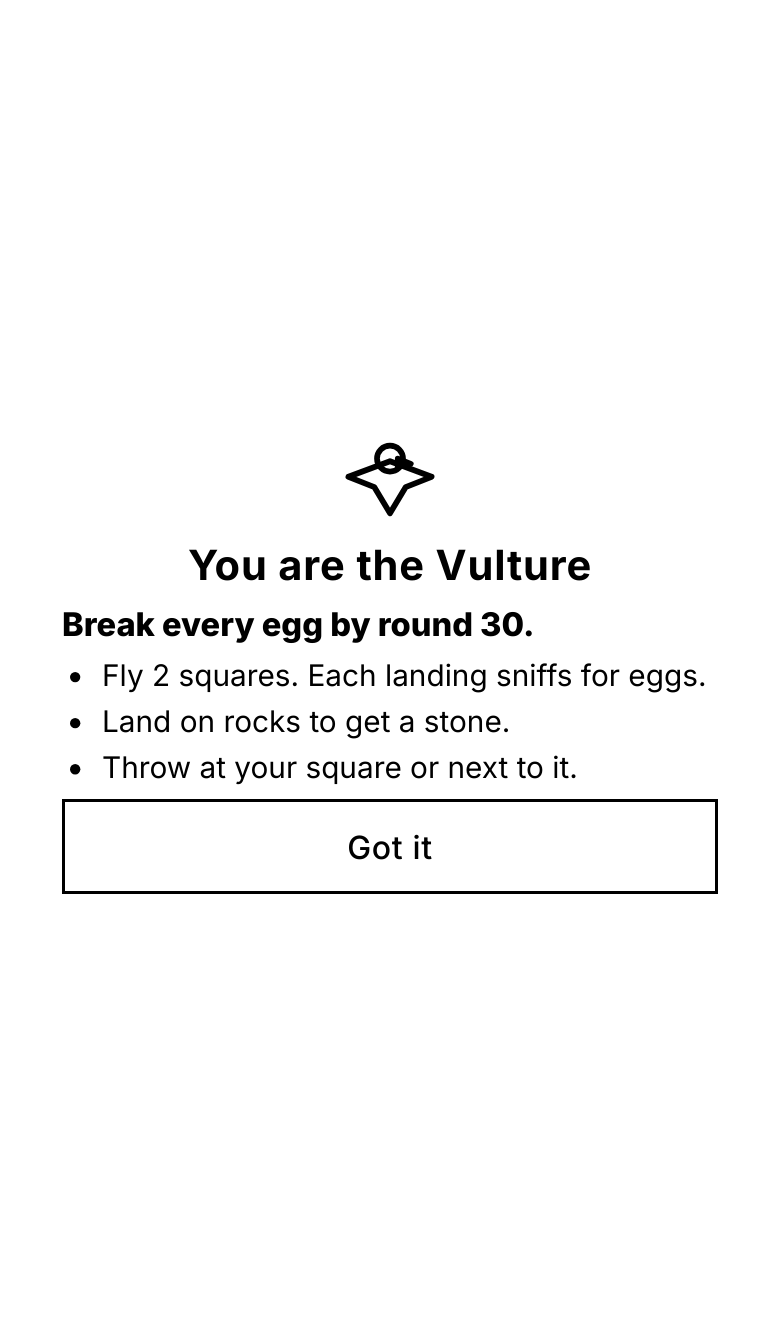 You are the Vulture
Break every egg by round 30.
Fly 2 squares. Each landing sniffs for eggs.
Land on rocks to get a stone.
Throw at your square or next to it.
Got it